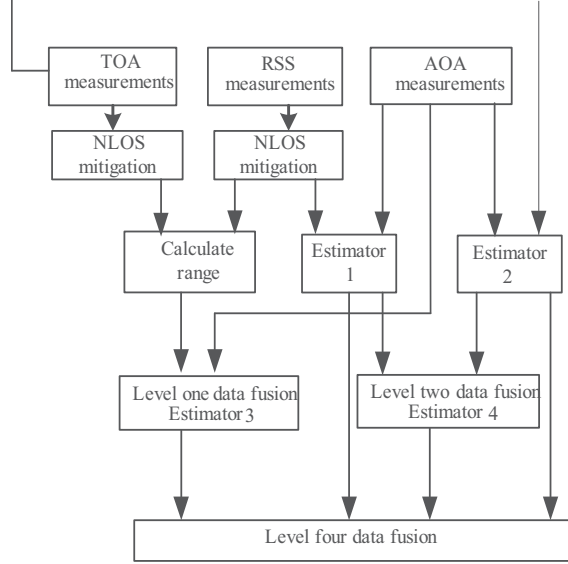 TOA
measurements
RSS
measurements
AOA
measurements
NLOS
mitigation
NLOS
mitigation
Calculate
range
Estimator
1
Estimator
2
Level one data fusion
Estimator 3
Level two data fusion
Estimator 4
Level four data fusion